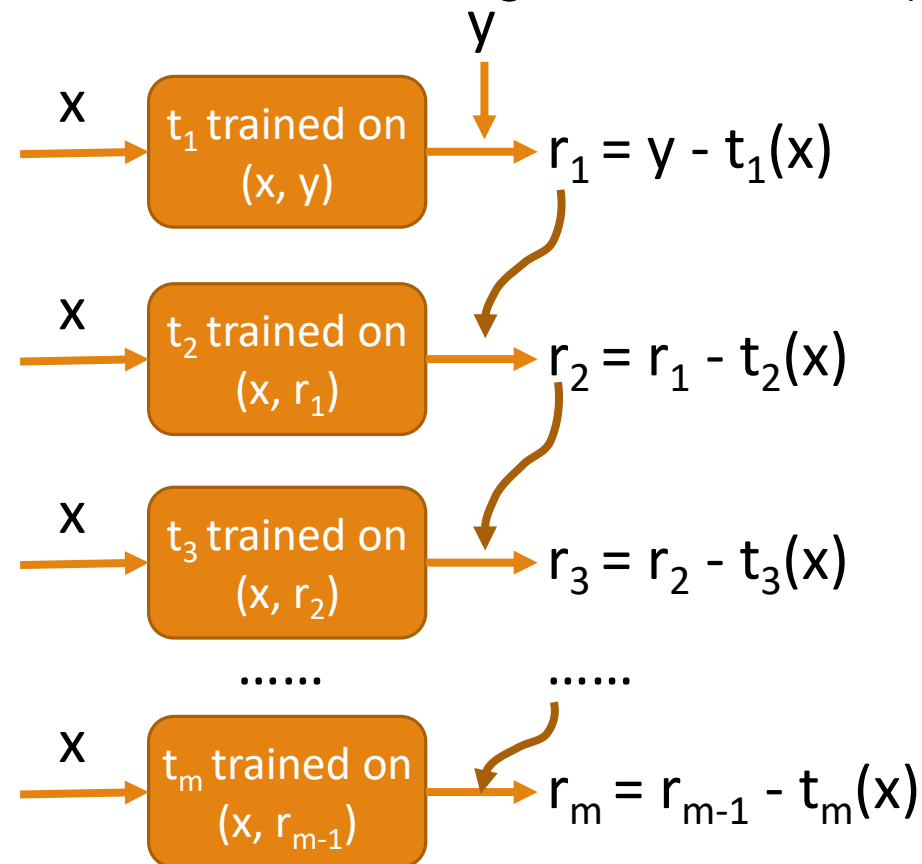 y
x
t₁ trained on
(x, y)
r₁ = y - t₁(x)
x
t₂ trained on
(x, r₁)
r₂ = r₁ - t₂(x)
x
t₃ trained on
(x, r₂)
r₃ = r₂ - t₃(x)
...... ......
x
tₘ trained on
(x, rₘ₋₁)
rₘ = rₘ₋₁ - tₘ(x)